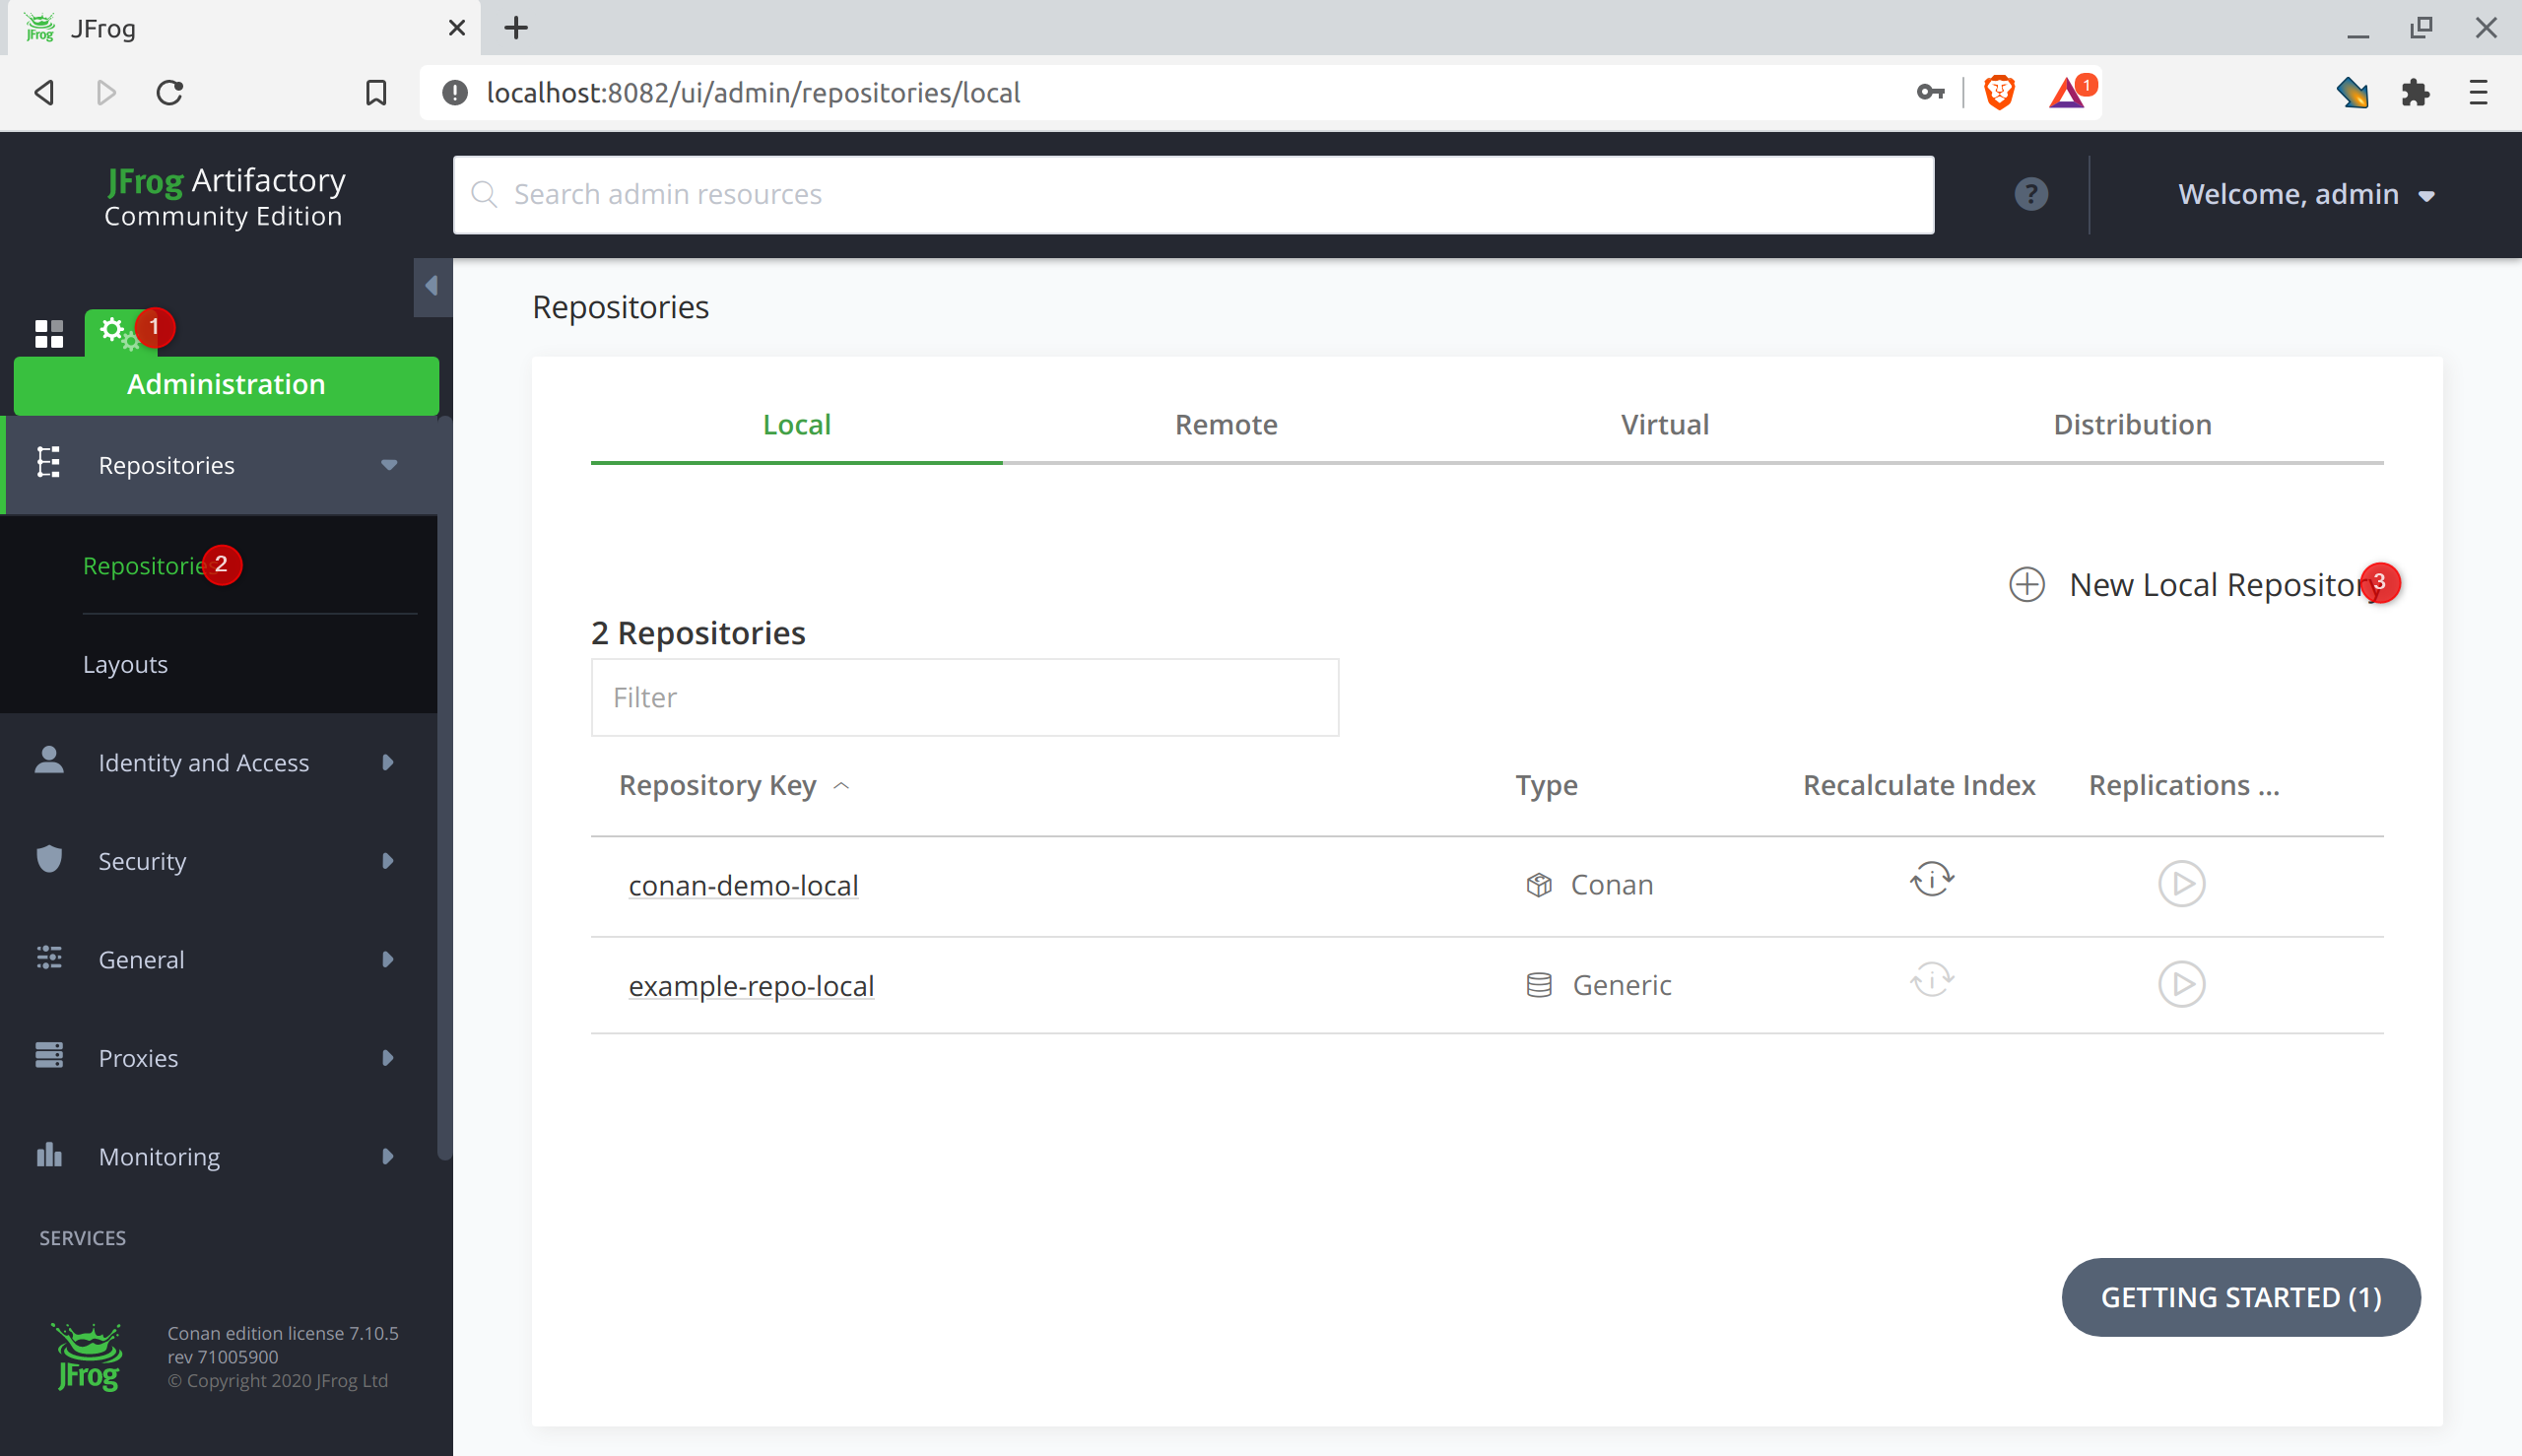 JFrog
localhost:8082/ui/admin/repositories/local
1
JFrog Artifactory
Community Edition
Search admin resources
?
Welcome, admin
1
Administration
Repositories
Repositories
2
Layouts
Identity and Access
Security
General
Proxies
Monitoring
SERVICES
JFrog
Conan edition license 7.10.5
rev 71005900
© Copyright 2020 JFrog Ltd
Repositories
Local Remote Virtual Distribution
New Local Repository
3
2 Repositories
Filter
Repository Key Type Recalculate Index Replications ...
conan-demo-local Conan
example-repo-local Generic
GETTING STARTED (1)